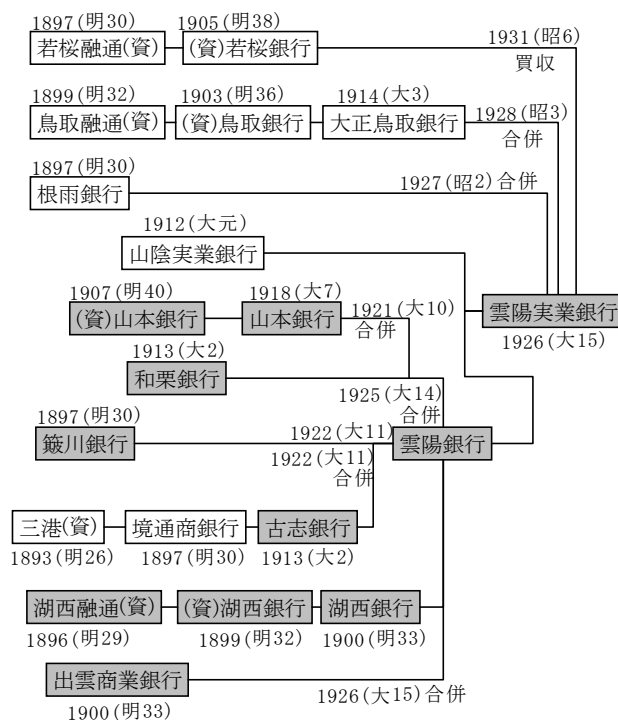 1897(明30) 1905(明38)
若桜融通(資) (資)若桜銀行 1931(昭6)
買収
1899(明32) 1903(明36) 1914(大3)
鳥取融通(資) (資)鳥取銀行 大正鳥取銀行 1928(昭3)
合併
1897(明30)
根雨銀行 1927(昭2)合併
1912(大元)
山陰実業銀行
1907(明40) 1918(大7) 1921(大10)
(資)山本銀行 山本銀行 合併 雲陽実業銀行
1926(大15)
1913(大2)
和栗銀行
1925(大14)
合併
1897(明30)
簸川銀行 1922(大11) 雲陽銀行
1922(大11)
合併
三港(資) 境通商銀行 古志銀行
1893(明26) 1897(明30) 1913(大2)
湖西融通(資) (資)湖西銀行 湖西銀行
1896(明29) 1899(明32) 1900(明33)
出雲商業銀行
1926(大15)合併
1900(明33)